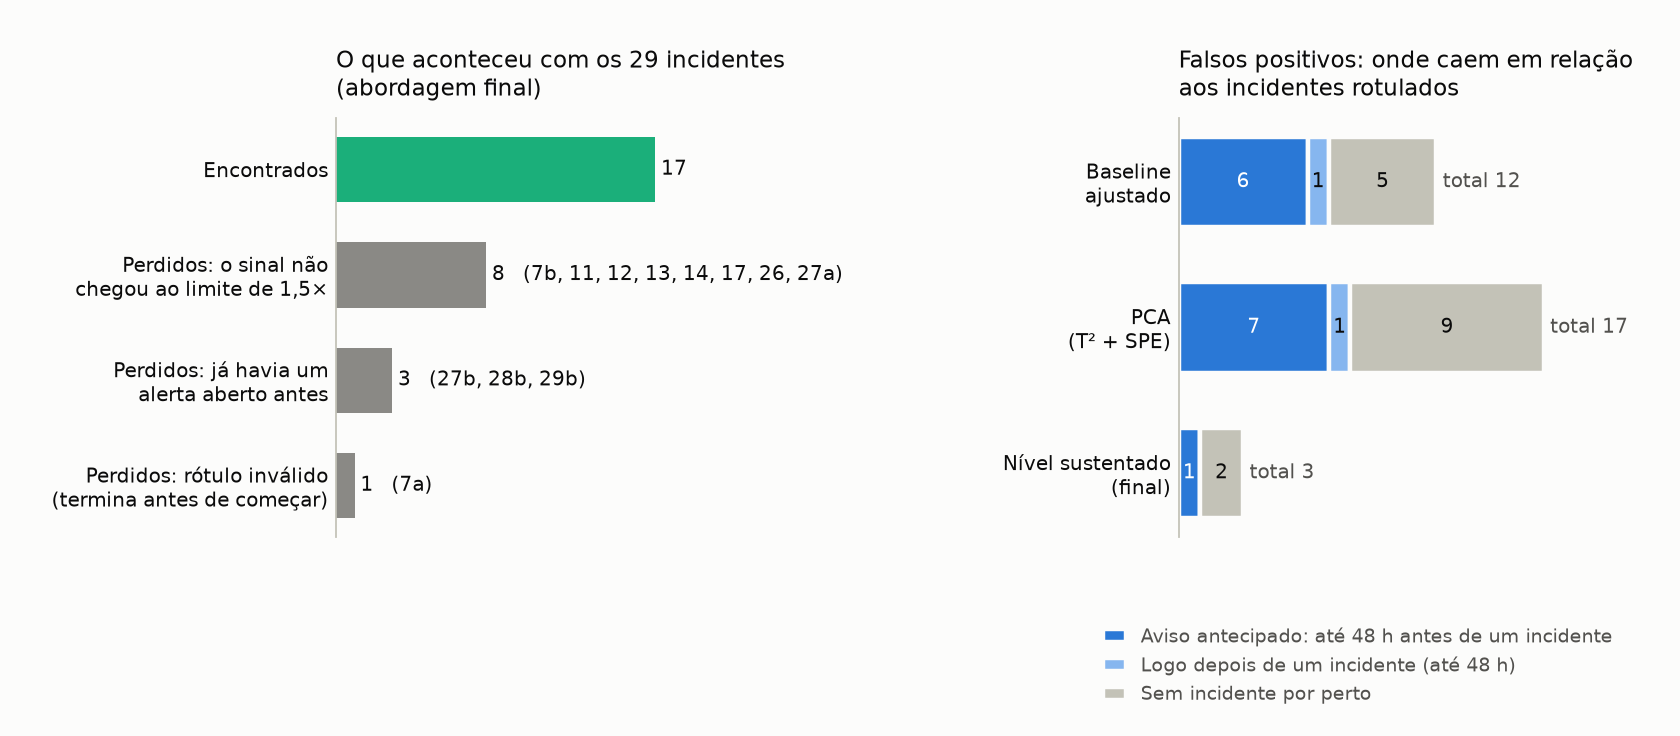 O que aconteceu com os 29 incidentes
(abordagem final)
Encontrados
17
Perdidos: o sinal não
chegou ao limite de 1,5×
8 (7b, 11, 12, 13, 14, 17, 26, 27a)
Perdidos: já havia um
alerta aberto antes
3 (27b, 28b, 29b)
Perdidos: rótulo inválido
(termina antes de começar)
1 (7a)
Falsos positivos: onde caem em relação
aos incidentes rotulados
Baseline
ajustado
6 1 5 total 12
PCA
(T² + SPE)
7 1 9 total 17
Nível sustentado
(final)
1 2 total 3
Aviso antecipado: até 48 h antes de um incidente
Logo depois de um incidente (até 48 h)
Sem incidente por perto